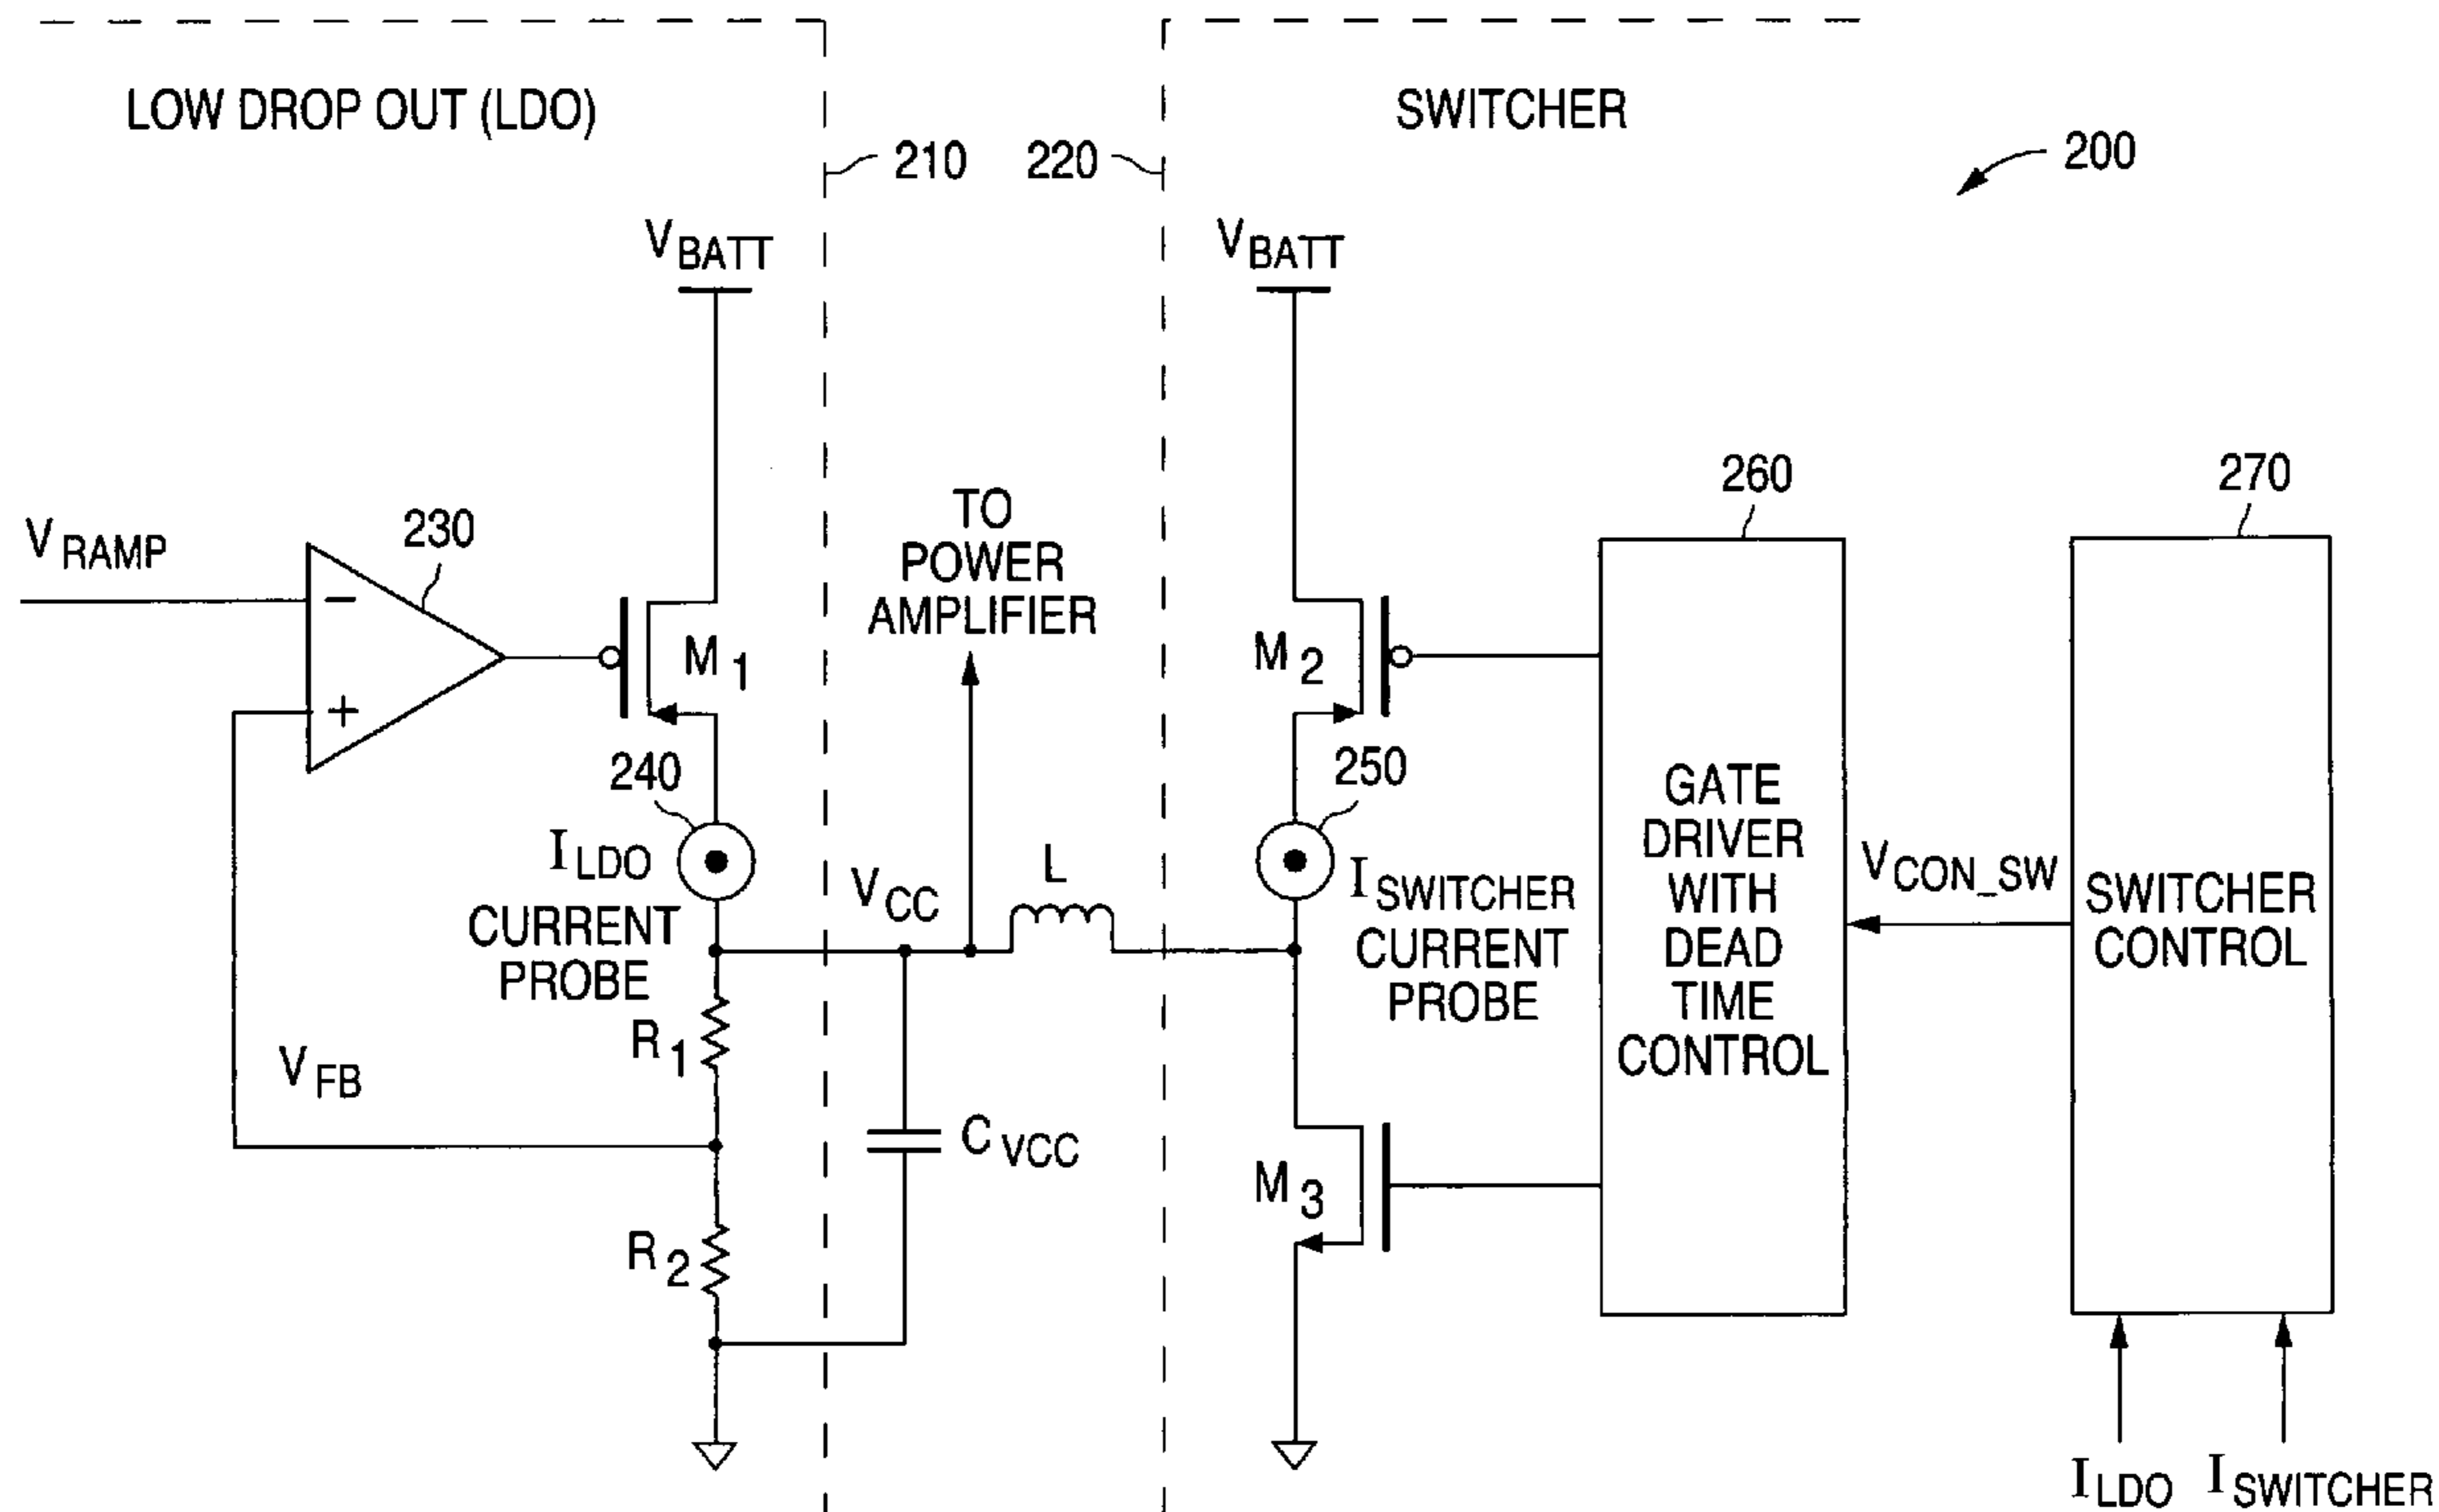 LOW DROP OUT (LDO)
SWITCHER
210
220
200
VBATT
VBATT
VRAMP
230
−
+
M1
TO
POWER
AMPLIFIER
M2
260
270
240
ILDO
CURRENT
PROBE
VCC
L
250
ISWITCHER
CURRENT
PROBE
GATE
DRIVER
WITH
DEAD
TIME
CONTROL
VCON_SW
SWITCHER
CONTROL
R1
VFB
CVCC
M3
R2
ILDO
ISWITCHER